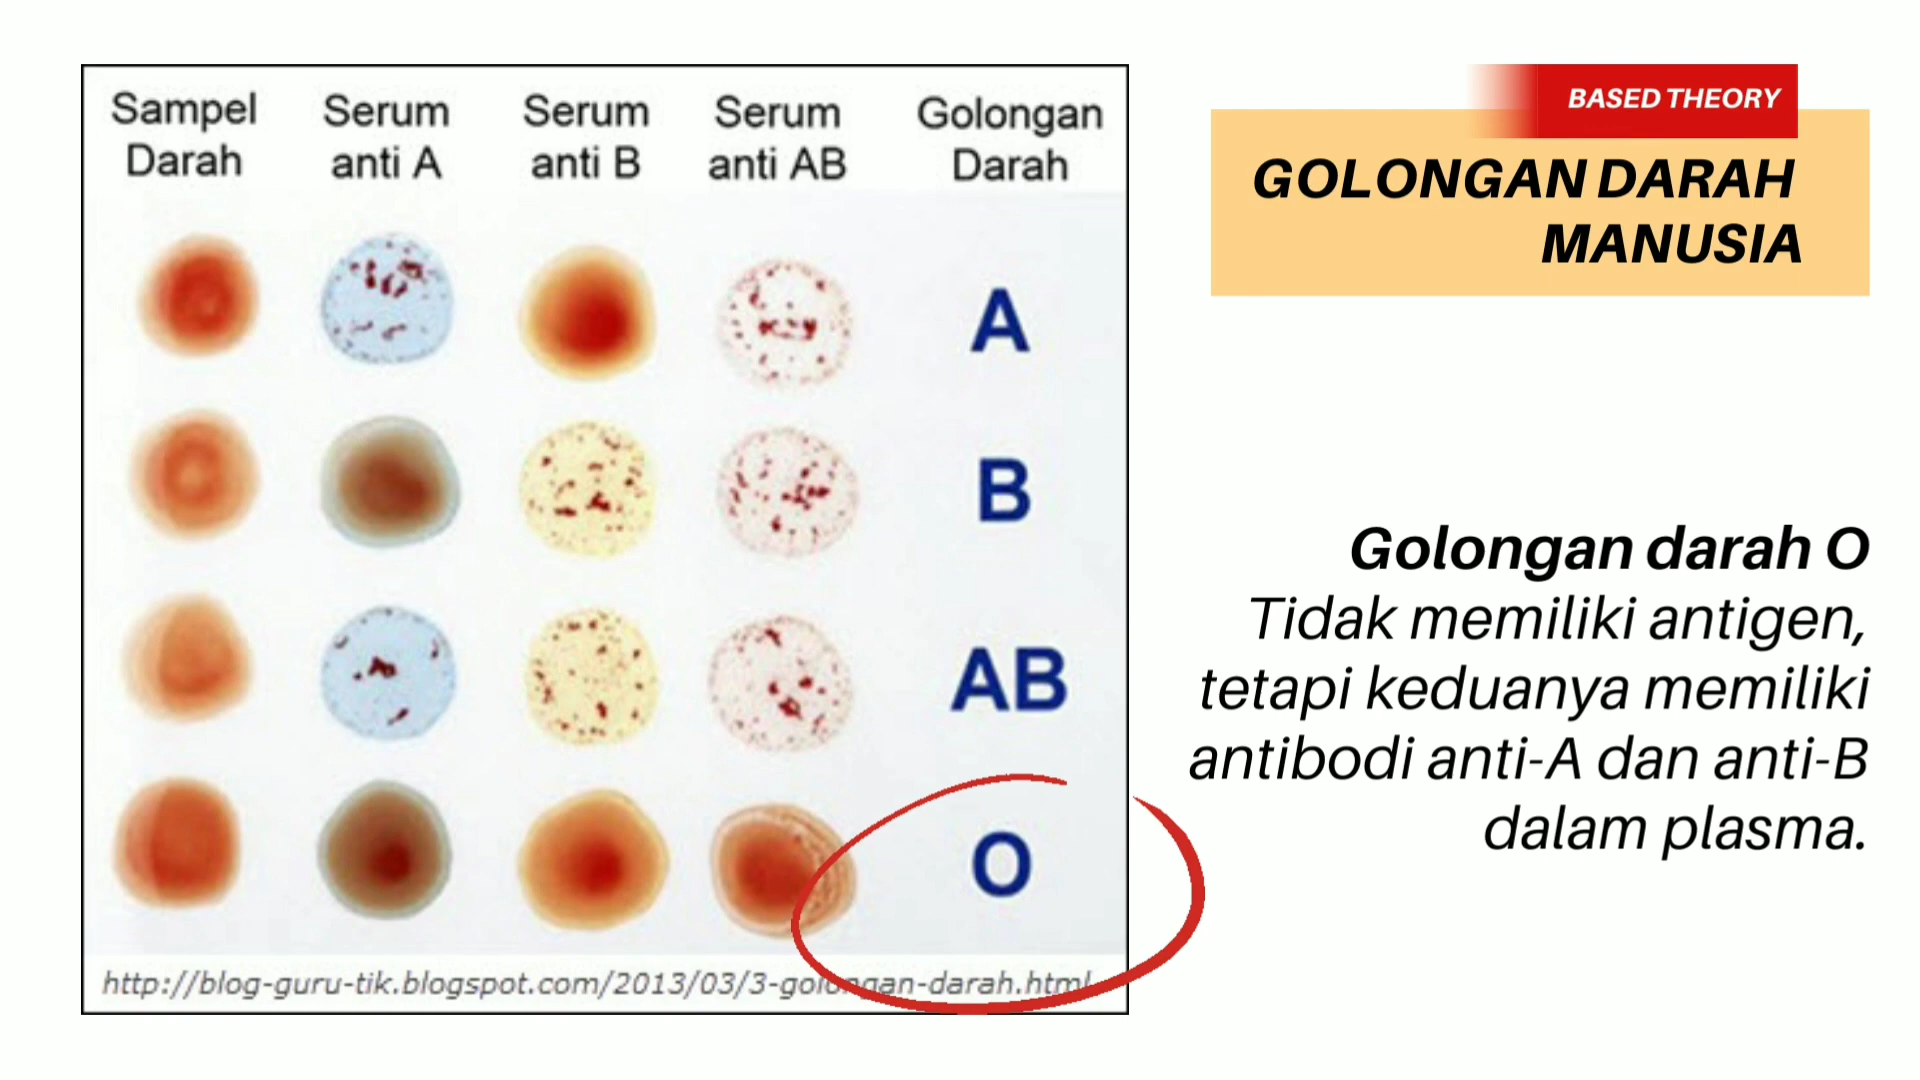 Sampel Darah
Serum anti A
Serum anti B
Serum anti AB
Golongan Darah
A
B
AB
O
http://blog-guru-tik.blogspot.com/2013/03/3-golongan-darah.html
BASED THEORY
GOLONGAN DARAH
MANUSIA
Golongan darah O
Tidak memiliki antigen,
tetapi keduanya memiliki
antibodi anti-A dan anti-B
dalam plasma.